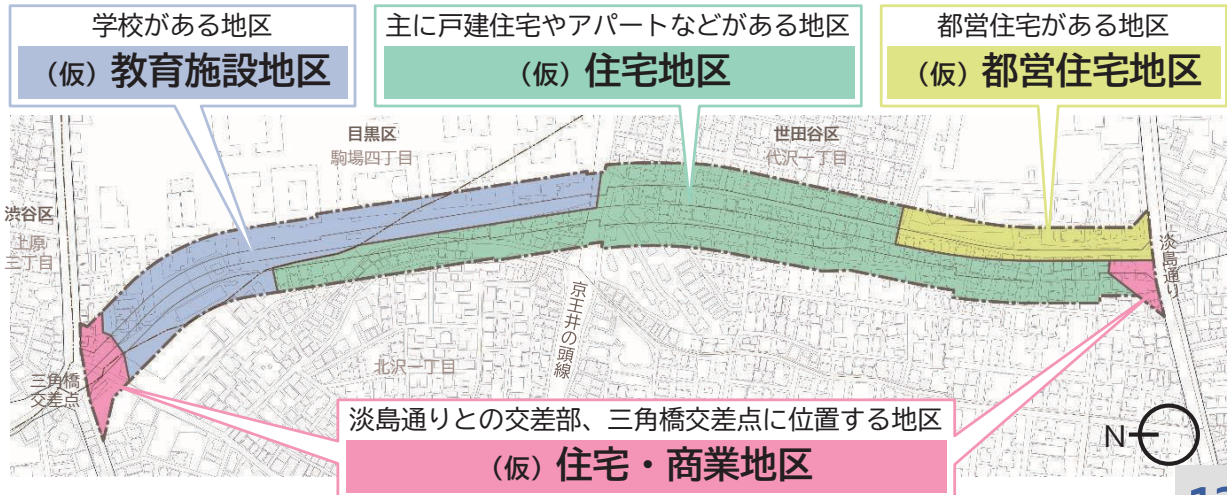 学校がある地区
（仮）教育施設地区
主に戸建住宅やアパートなどがある地区
（仮）住宅地区
都営住宅がある地区
（仮）都営住宅地区
目黒区
駒場四丁目
世田谷区
代沢一丁目
渋谷区
上原
三丁目
淡島通り
京王井の頭線
北沢一丁目
三角橋
交差点
淡島通りとの交差部、三角橋交差点に位置する地区
（仮）住宅・商業地区
N